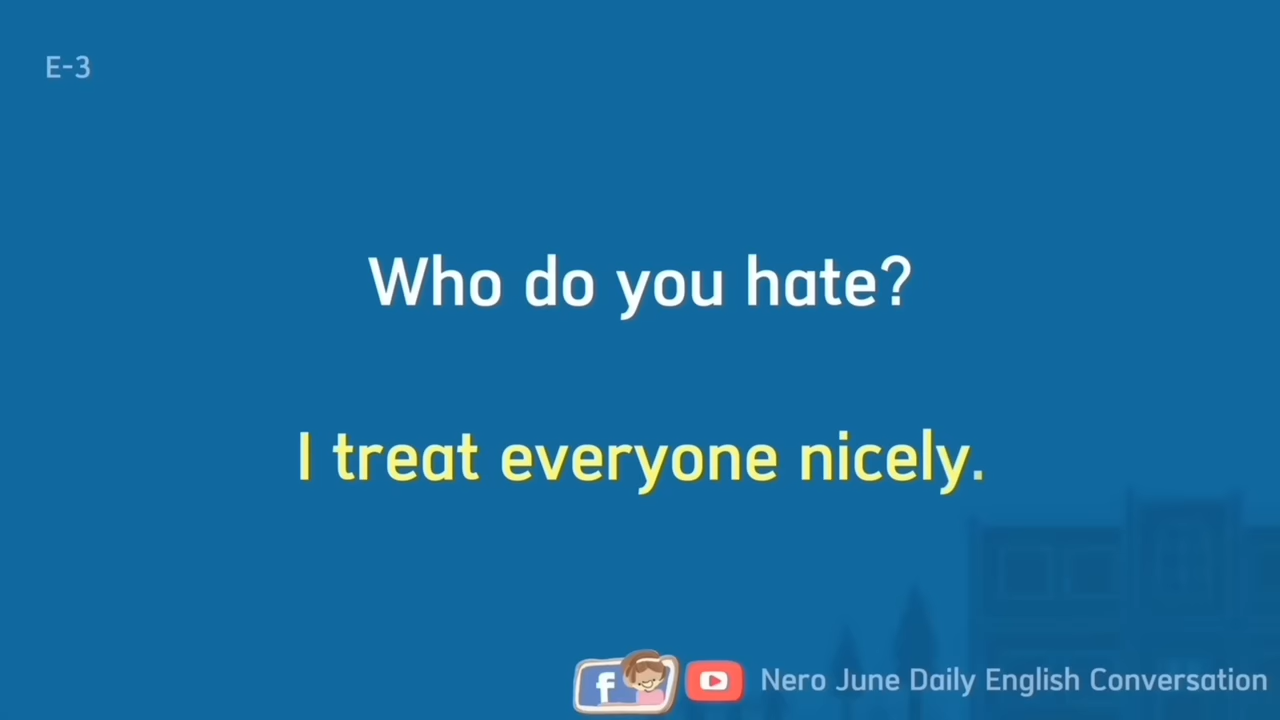 E-3
Who do you hate?
I treat everyone nicely.
f Nero June Daily English Conversation